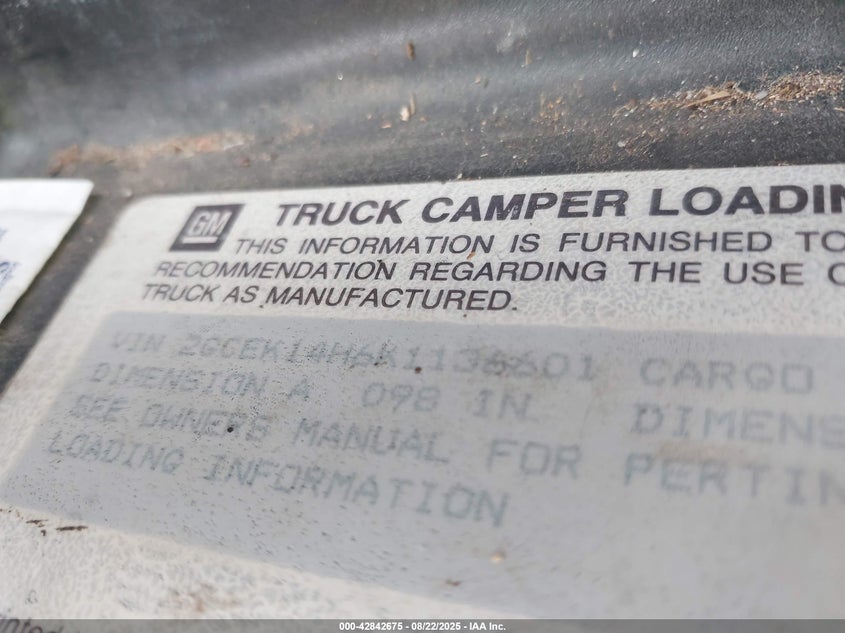 GM TRUCK CAMPER LOADIN
THIS INFORMATION IS FURNISHED TO
RECOMMENDATION REGARDING THE USE O
TRUCK AS MANUFACTURED.
VIN 2GCEK14H6K1136601 CARGO
DIMENSION A 098 IN. DIMENS
SEE OWNERS MANUAL FOR PERTIN
LOADING INFORMATION
000-42842675 - 08/22/2025 - IAA Inc.